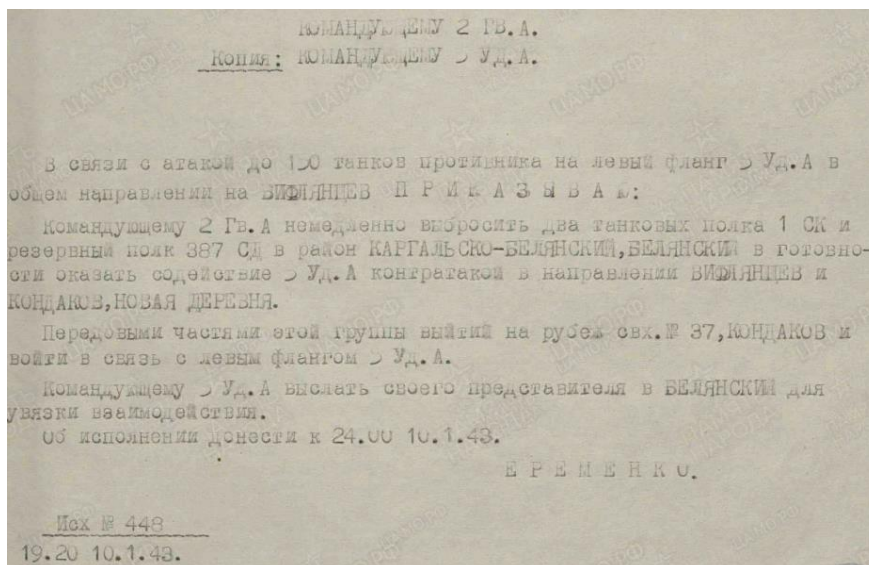 КОМАНДУЮЩЕМУ 2 ГВ.А.
Копия: КОМАНДУЮЩЕМУ 5 УД.А.
В связи с атакой до 150 танков противника на левый фланг 5 Уд.А в
общем направлении на ВИФЛЯНЦЕВ П Р И К А З Ы В А Ю:
Командующему 2 Гв.А немедленно выбросить два танковых полка 1 СК и
резервный полк 387 СД в район КАРГАЛЬСКО-БЕЛЯНСКИЙ,БЕЛЯНСКИЙ в готовно-
сти оказать содействие 5 Уд.А контратакой в направлении ВИФЛЯНЦЕВ и
КОНДАКОВ,НОВАЯ ДЕРЕВНЯ.
Передовыми частями этой группы выйтий на рубеж свх.№ 37,КОНДАКОВ и
войти в связь с левым флангом 5 Уд.А.
Командующему 5 Уд.А выслать своего представителя в БЕЛЯНСКИЙ для
увязки взаимодействия.
Об исполнении донести к 24.00 10.1.43.
Е Р Е М Е Н К О.
Исх № 448
19.20 10.1.43.